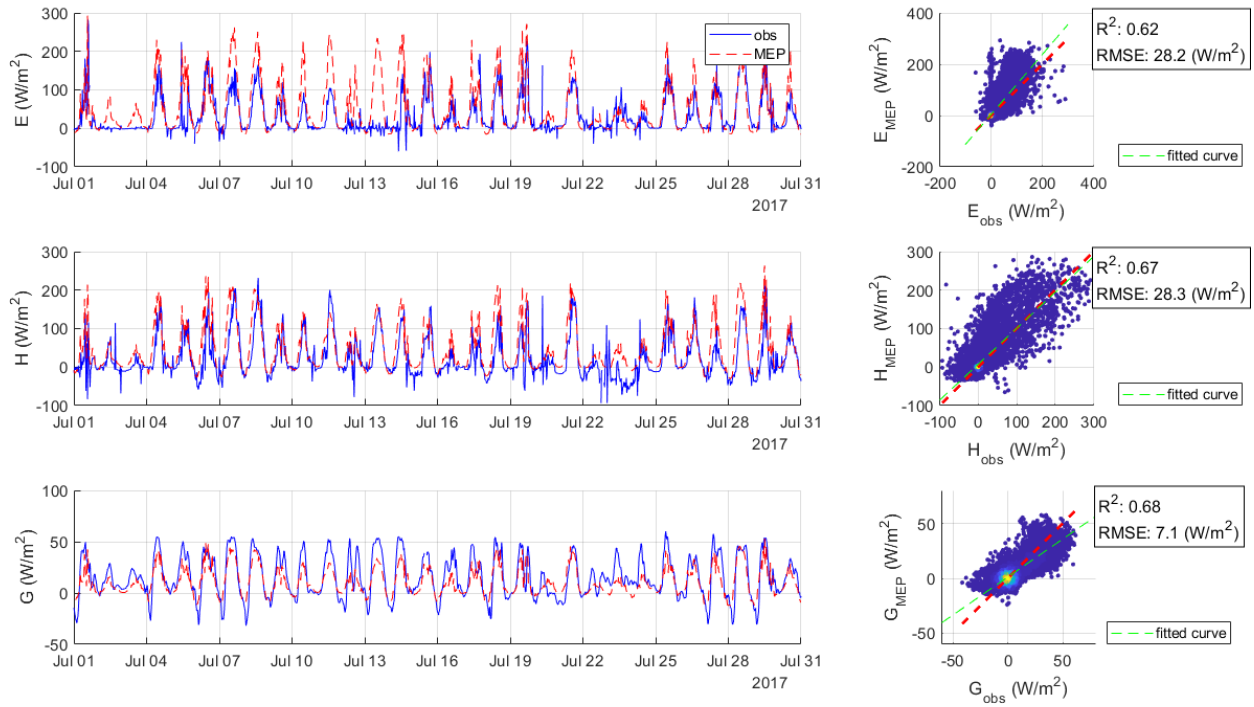 300
200
100
0
-100
E (W/m²)
obs
MEP
Jul 01 Jul 04 Jul 07 Jul 10 Jul 13 Jul 16 Jul 19 Jul 22 Jul 25 Jul 28 Jul 31
2017
400
200
0
-200
E_MEP (W/m²)
R²: 0.62
RMSE: 28.2 (W/m²)
fitted curve
-200 0 200 400
E_obs (W/m²)
300
200
100
0
-100
H (W/m²)
Jul 01 Jul 04 Jul 07 Jul 10 Jul 13 Jul 16 Jul 19 Jul 22 Jul 25 Jul 28 Jul 31
2017
300
200
100
0
-100
H_MEP (W/m²)
R²: 0.67
RMSE: 28.3 (W/m²)
fitted curve
-100 0 100 200 300
H_obs (W/m²)
100
50
0
-50
G (W/m²)
Jul 01 Jul 04 Jul 07 Jul 10 Jul 13 Jul 16 Jul 19 Jul 22 Jul 25 Jul 28 Jul 31
2017
50
0
-50
G_MEP (W/m²)
R²: 0.68
RMSE: 7.1 (W/m²)
fitted curve
-50 0 50
G_obs (W/m²)